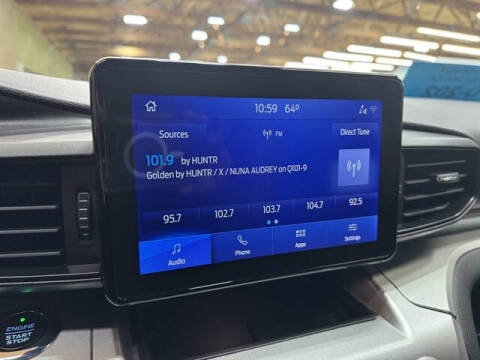 10:59 64°
Sources
FM
Direct Tune
101.9 by HUNTR
Golden by HUNTR / X / NUNA AUDREY on Q101-9
95.7 102.7 103.7 104.7 92.5
Audio
Phone
Apps
Settings
ENGINE
START
STOP